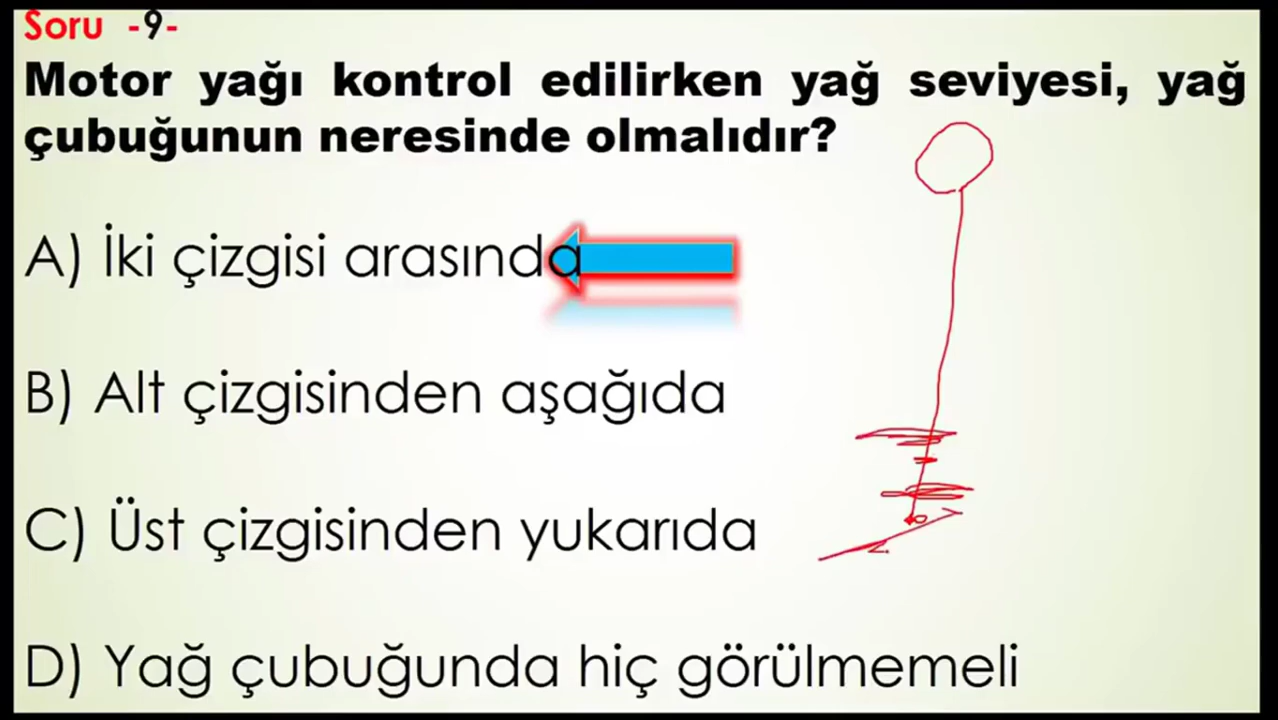 Soru -9-
Motor yağı kontrol edilirken yağ seviyesi, yağ
çubuğunun neresinde olmalıdır?
A) İki çizgisi arasında
B) Alt çizgisinden aşağıda
C) Üst çizgisinden yukarıda
D) Yağ çubuğunda hiç görülmemeli